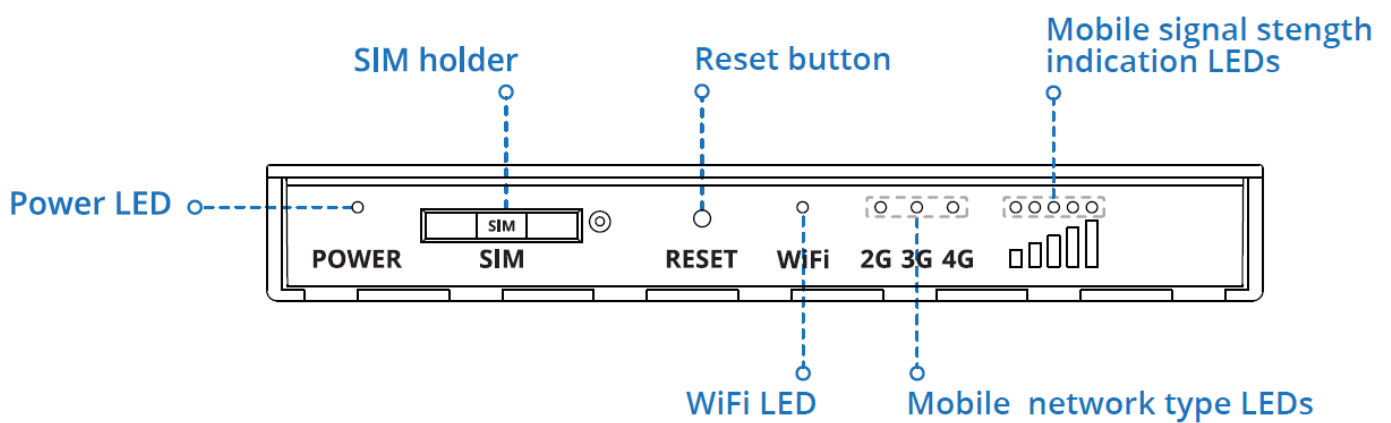 Mobile signal stength
indication LEDs
SIM holder
Reset button
Power LED
SIM
POWER
SIM
RESET
WiFi
2G 3G 4G
WiFi LED
Mobile network type LEDs